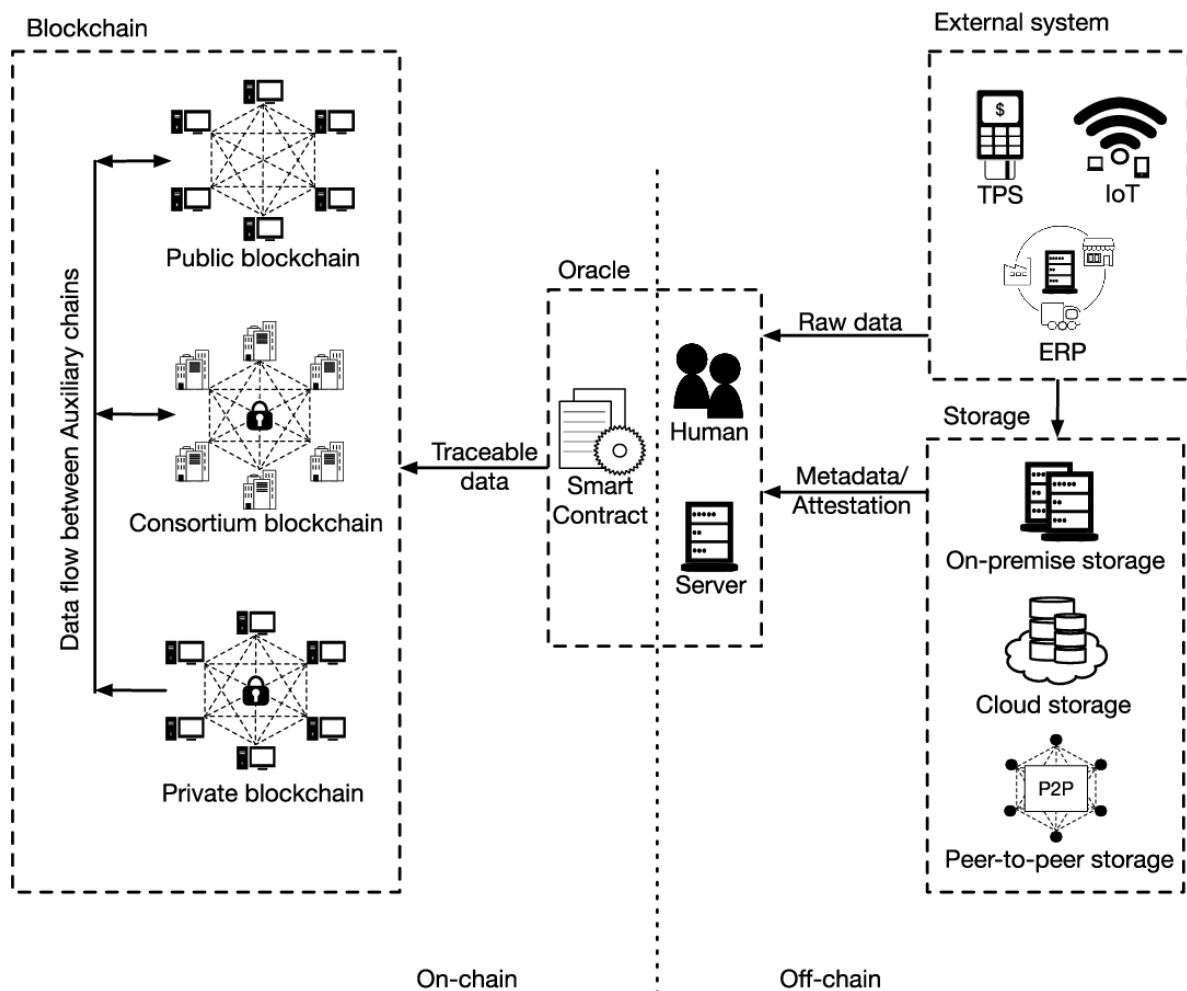 Blockchain
Public blockchain
Consortium blockchain
Private blockchain
Data flow between Auxiliary chains
Traceable
data
Oracle
Smart
Contract
Human
Server
Raw data
Metadata/
Attestation
External system
$
TPS
IoT
ERP
Storage
On-premise storage
Cloud storage
P2P
Peer-to-peer storage
On-chain
Off-chain